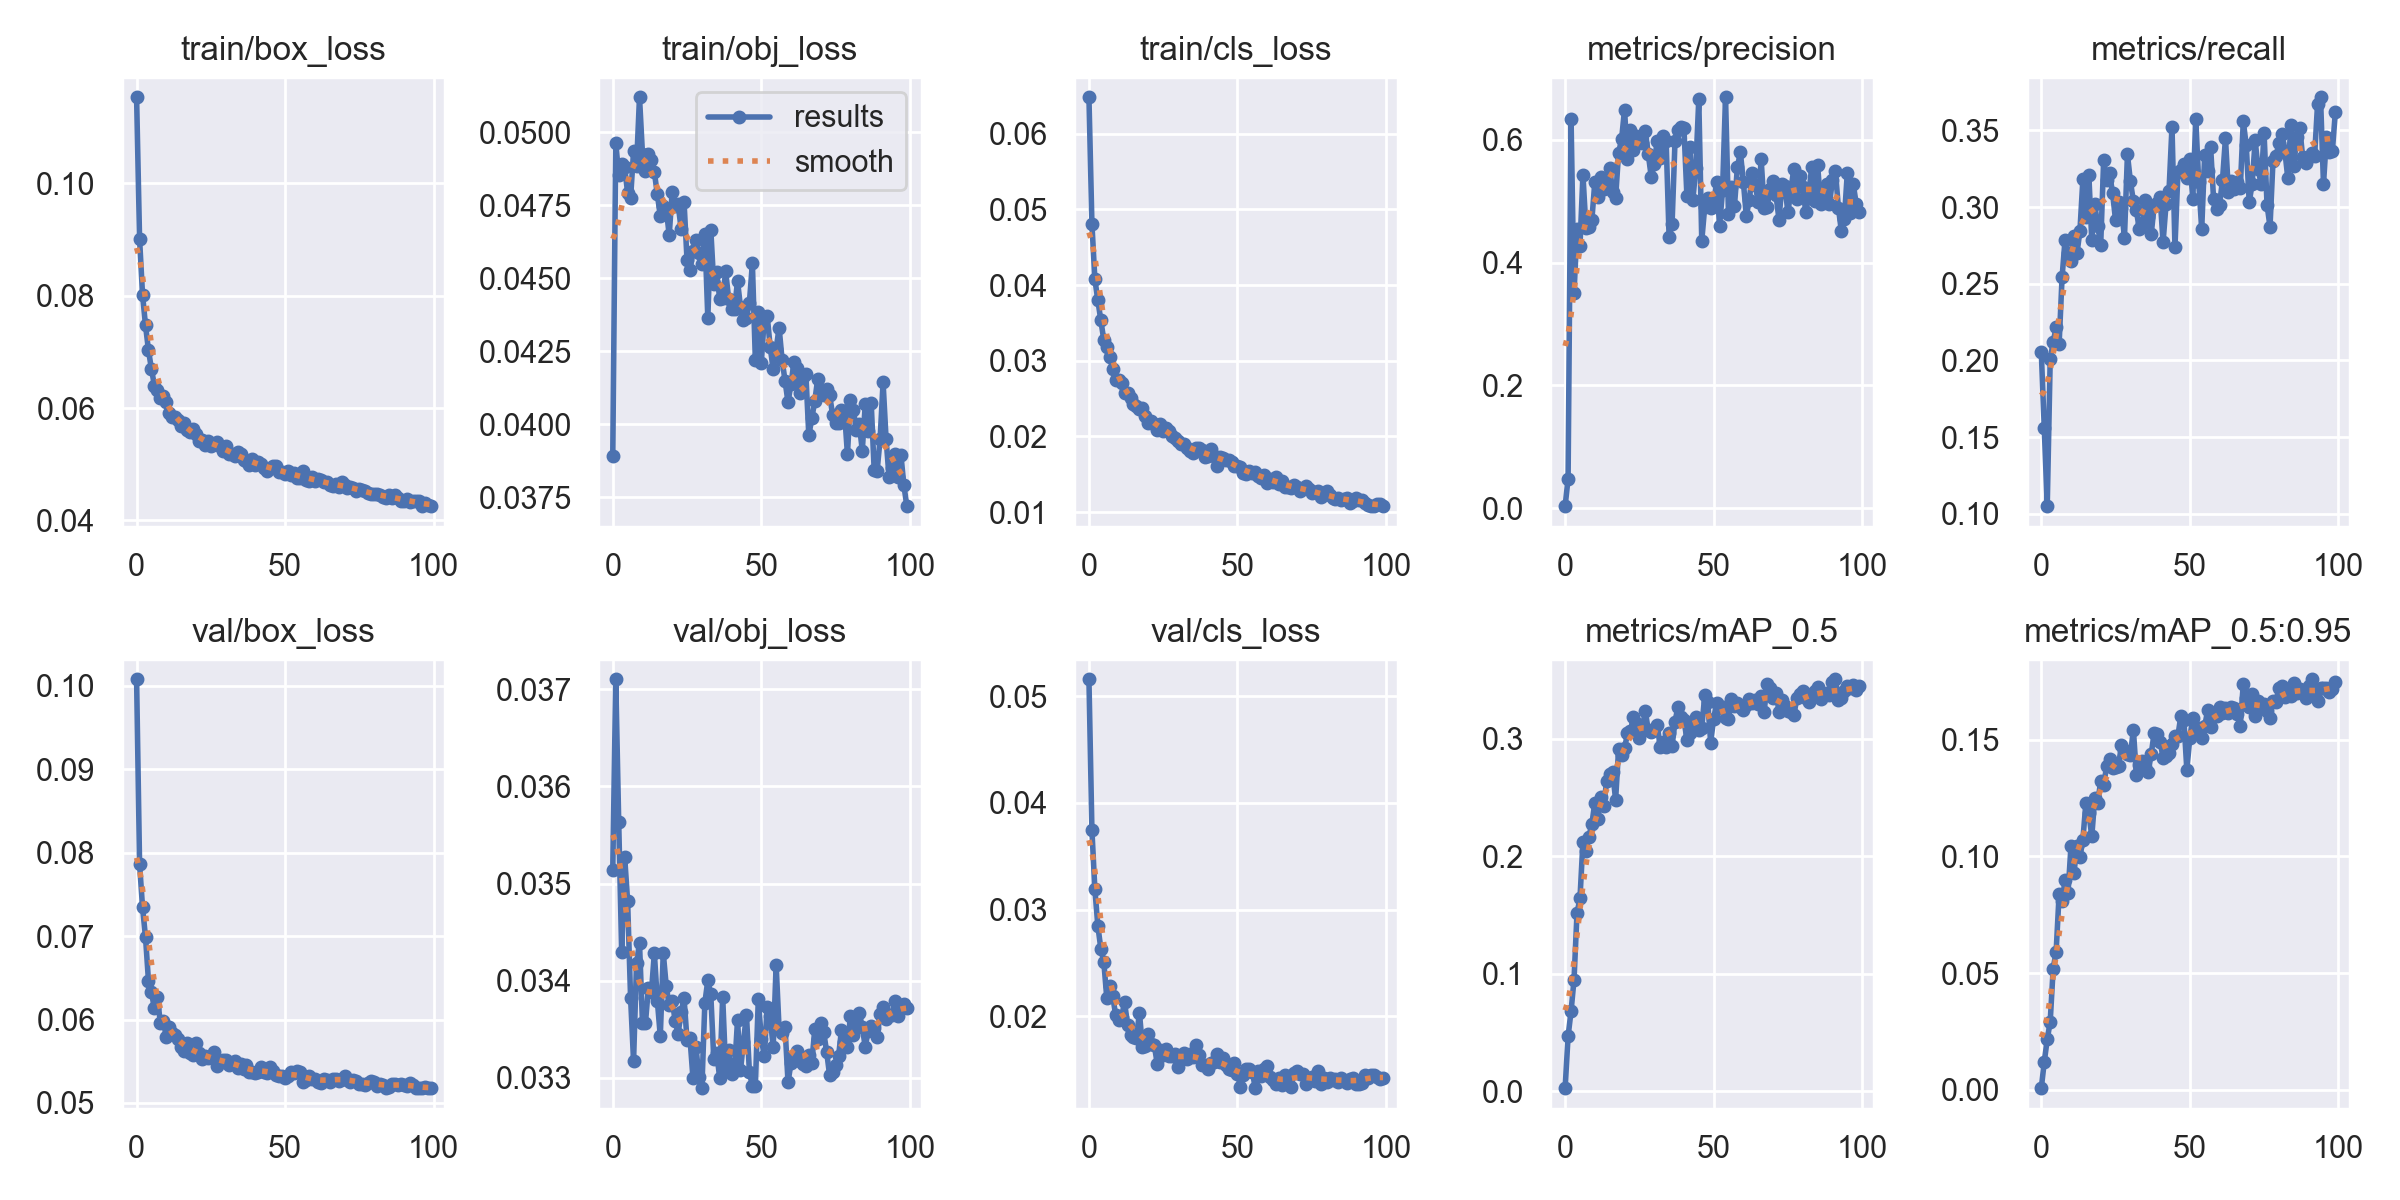 train/box_loss
0.10
0.08
0.06
0.04
0 50 100
train/obj_loss
results
smooth
0.0500
0.0475
0.0450
0.0425
0.0400
0.0375
0 50 100
train/cls_loss
0.06
0.05
0.04
0.03
0.02
0.01
0 50 100
metrics/precision
0.6
0.4
0.2
0.0
0 50 100
metrics/recall
0.35
0.30
0.25
0.20
0.15
0.10
0 50 100
val/box_loss
0.10
0.09
0.08
0.07
0.06
0.05
0 50 100
val/obj_loss
0.037
0.036
0.035
0.034
0.033
0 50 100
val/cls_loss
0.05
0.04
0.03
0.02
0 50 100
metrics/mAP_0.5
0.3
0.2
0.1
0.0
0 50 100
metrics/mAP_0.5:0.95
0.15
0.10
0.05
0.00
0 50 100